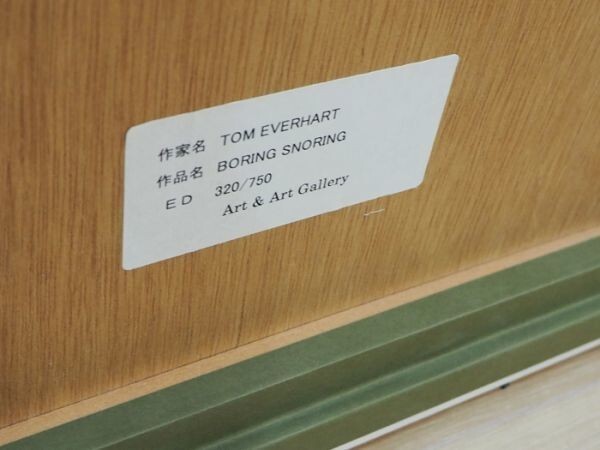 作家名 TOM EVERHART
作品名 BORING SNORING
ＥＤ 320/750
Art & Art Gallery